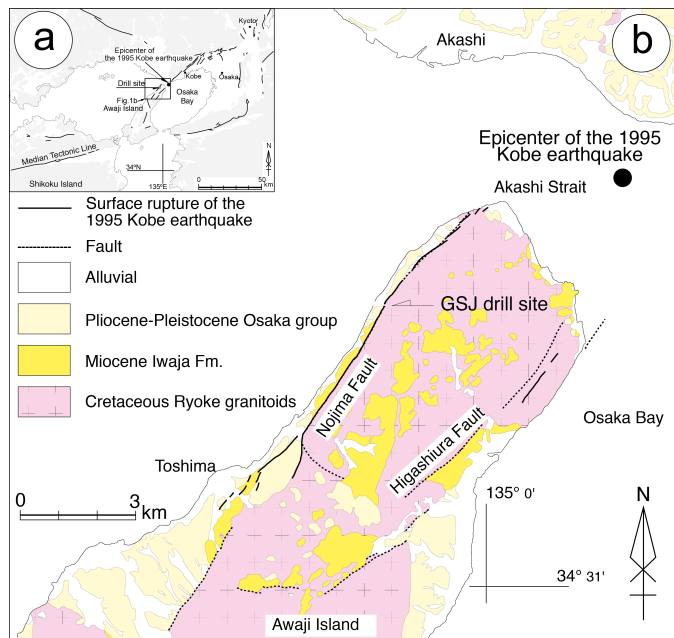 a
Kyoto
Epicenter of
the 1995 Kobe earthquake
Kobe
Osaka
Drill site
Osaka
Bay
Fig.1b
Awaji Island
Median Tectonic Line
34°N
N
135°E
0
50
km
Shikoku Island
b
Akashi
Epicenter of the 1995
Kobe earthquake
Akashi Strait
Surface rupture of the
1995 Kobe earthquake
Fault
Alluvial
Pliocene-Pleistocene Osaka group
Miocene Iwaja Fm.
Cretaceous Ryoke granitoids
GSJ drill site
Nojima Fault
Higashiura Fault
Osaka Bay
Toshima
0
3
km
135° 0'
N
34° 31'
Awaji Island